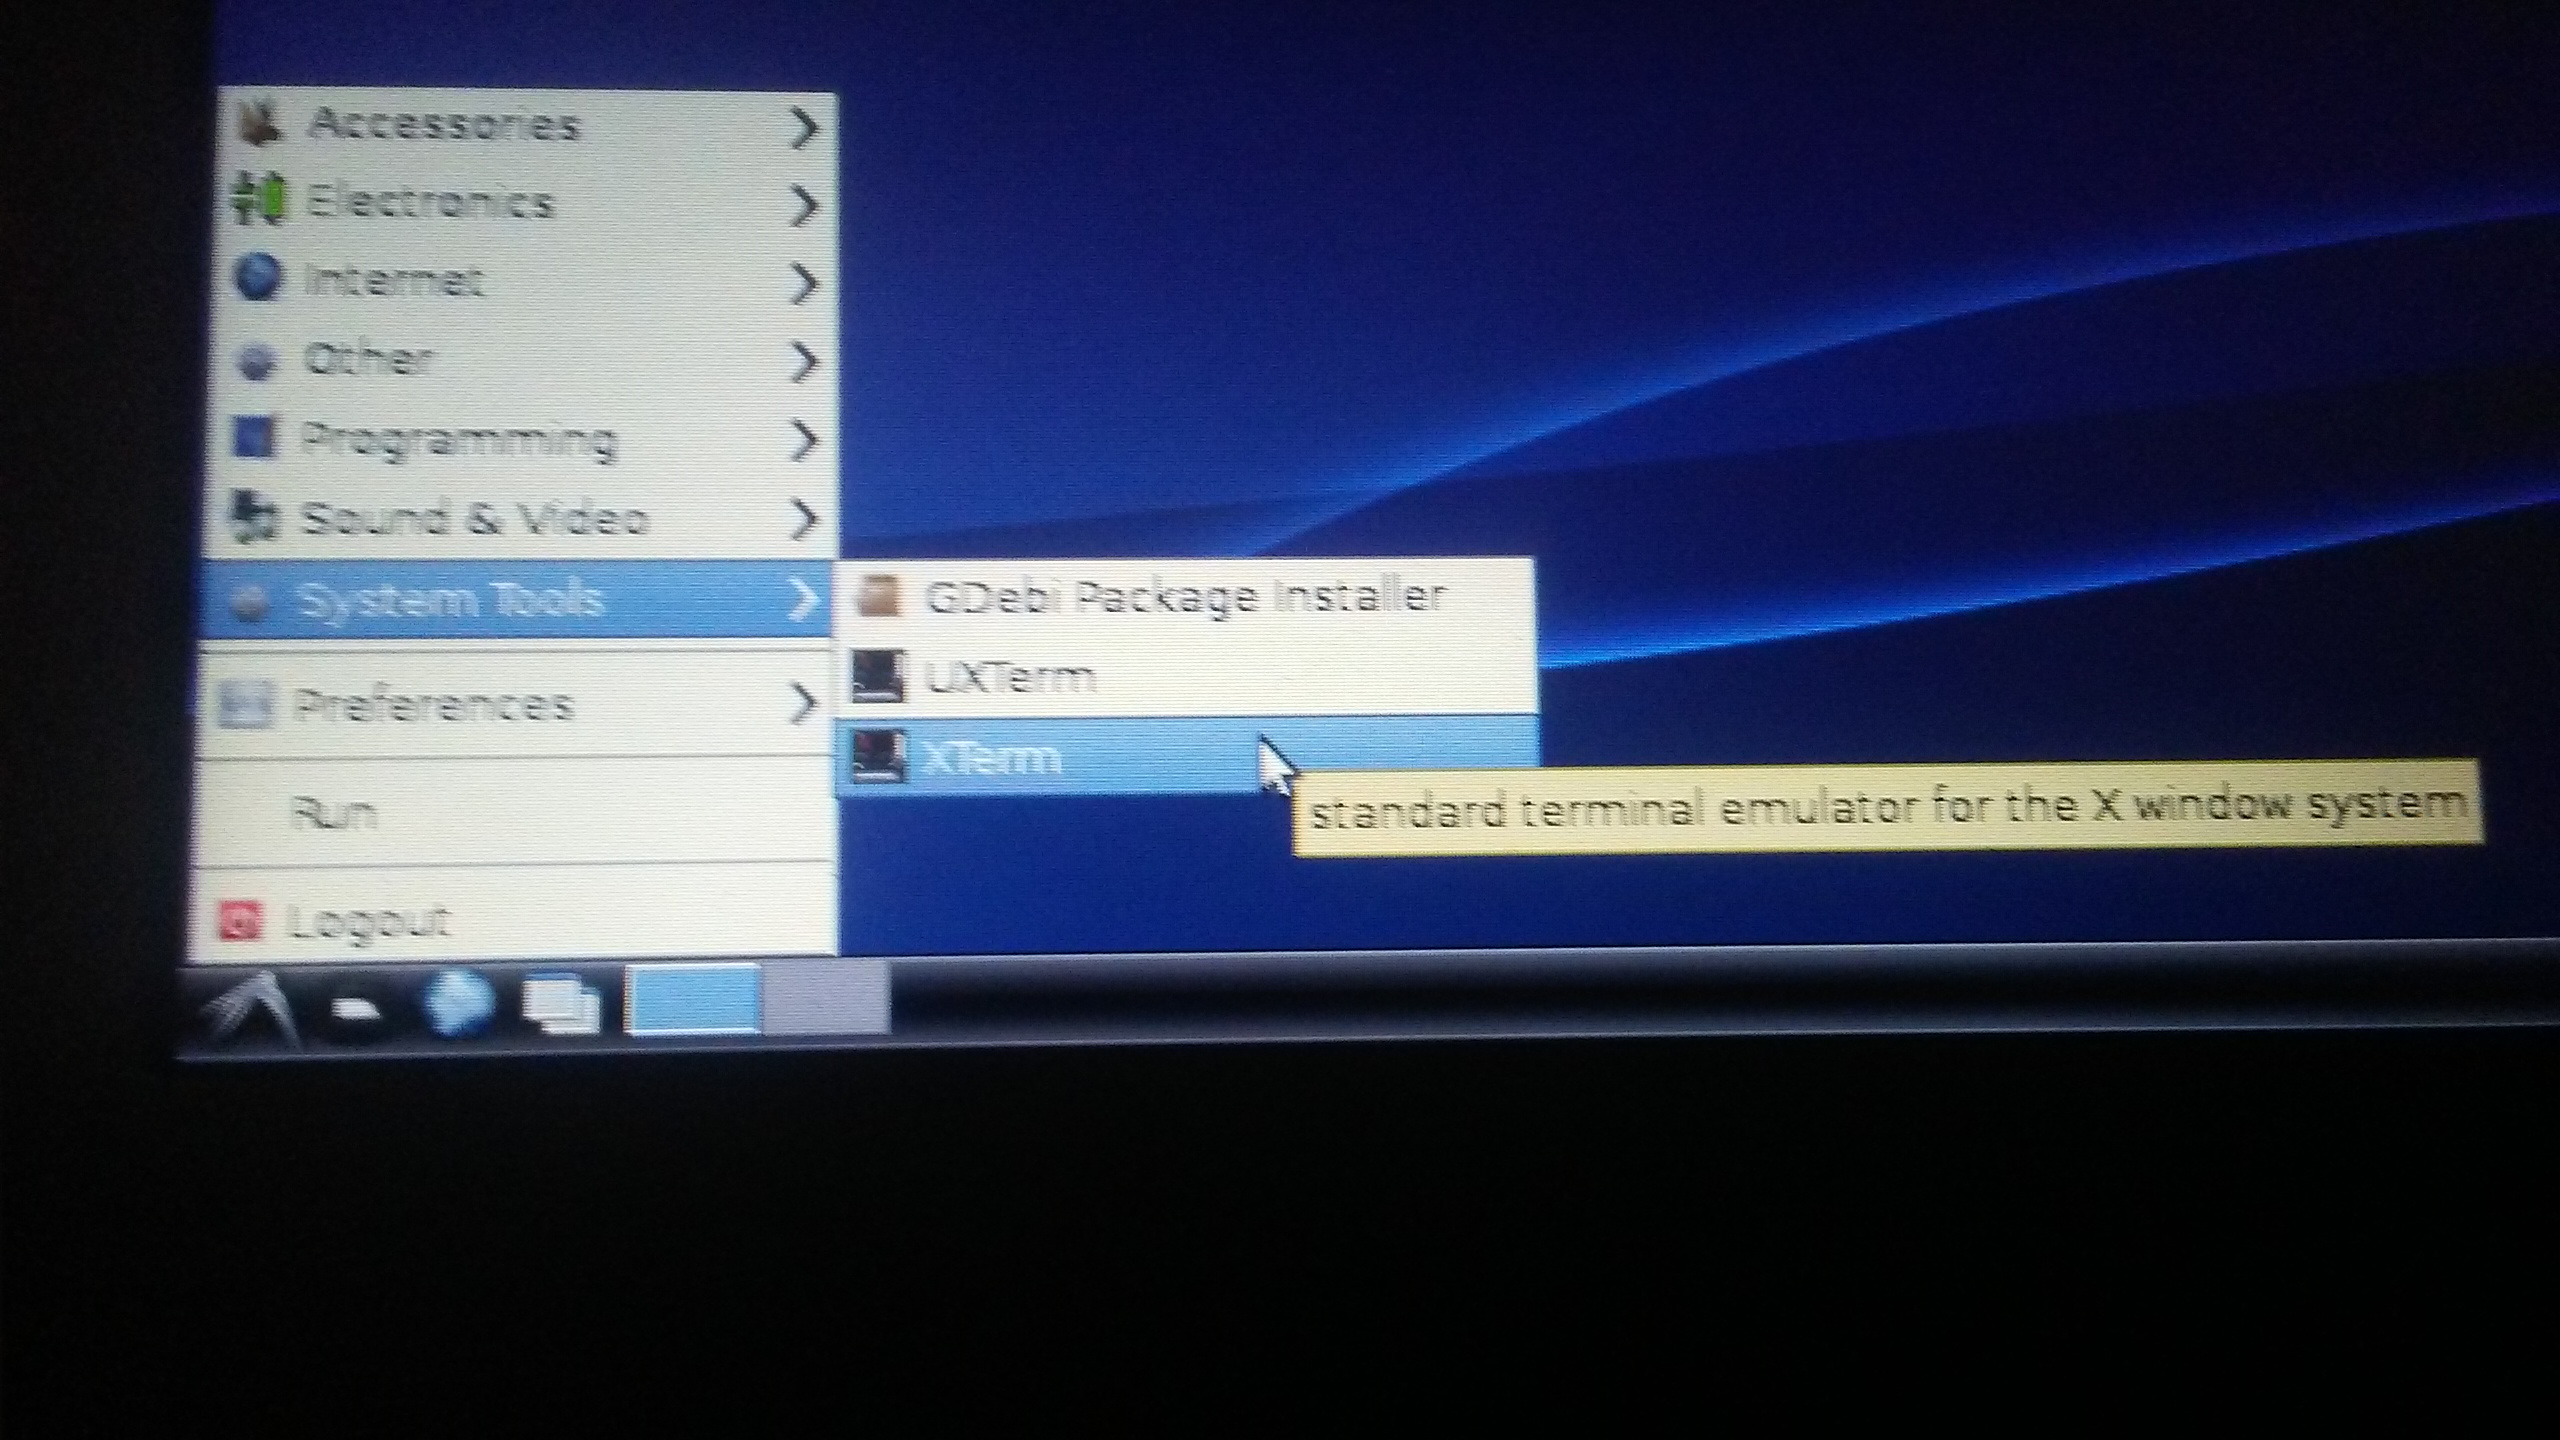 Accessories
Electronics
Internet
Other
Programming
Sound & Video
System Tools
Preferences
Run
Logout
GDebi Package Installer
UXTerm
XTerm
standard terminal emulator for the X window system